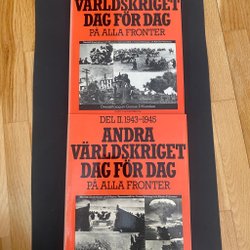 VÄRLDSKRIGET
DAG FÖR DAG
PÅ ALLA FRONTER
DEL II. 1943–1945
ANDRA
VÄRLDSKRIGET
DAG FÖR DAG
PÅ ALLA FRONTER